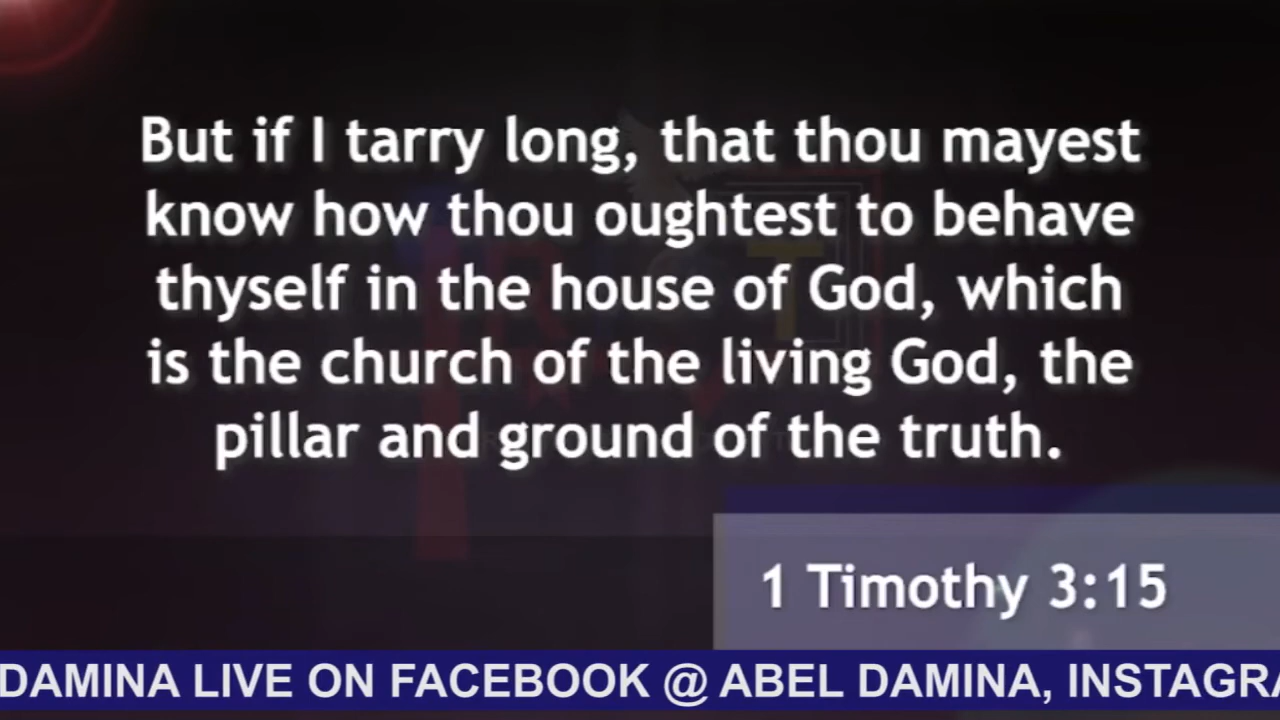 But if I tarry long, that thou mayest
know how thou oughtest to behave
thyself in the house of God, which
is the church of the living God, the
pillar and ground of the truth.
1 Timothy 3:15
DAMINA LIVE ON FACEBOOK @ ABEL DAMINA, INSTAGRA